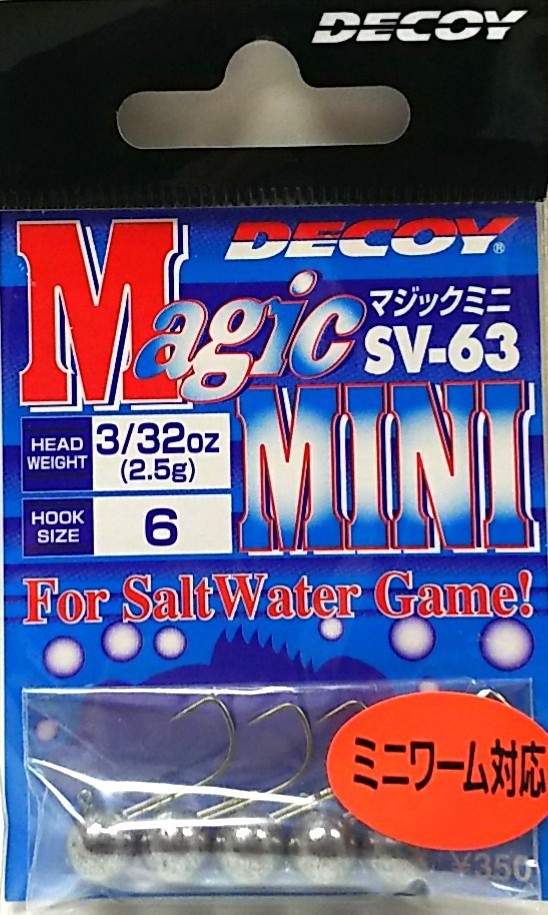 DECOY
DECOY®
Magic
マジックミニ
SV-63
MINI
HEAD WEIGHT
3/32oz
(2.5g)
HOOK SIZE
6
For SaltWater Game!
ミニワーム対応
¥350